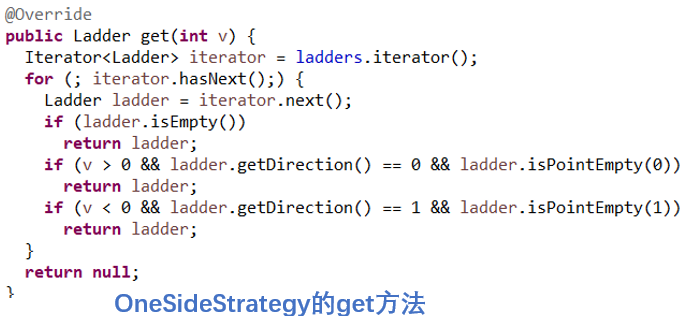 @Override
public Ladder get(int v) {
  Iterator<Ladder> iterator = ladders.iterator();
  for (; iterator.hasNext();) {
    Ladder ladder = iterator.next();
    if (ladder.isEmpty())
      return ladder;
    if (v > 0 && ladder.getDirection() == 0 && ladder.isPointEmpty(0))
      return ladder;
    if (v < 0 && ladder.getDirection() == 1 && ladder.isPointEmpty(1))
      return ladder;
  }
  return null;
}
OneSideStrategy的get方法